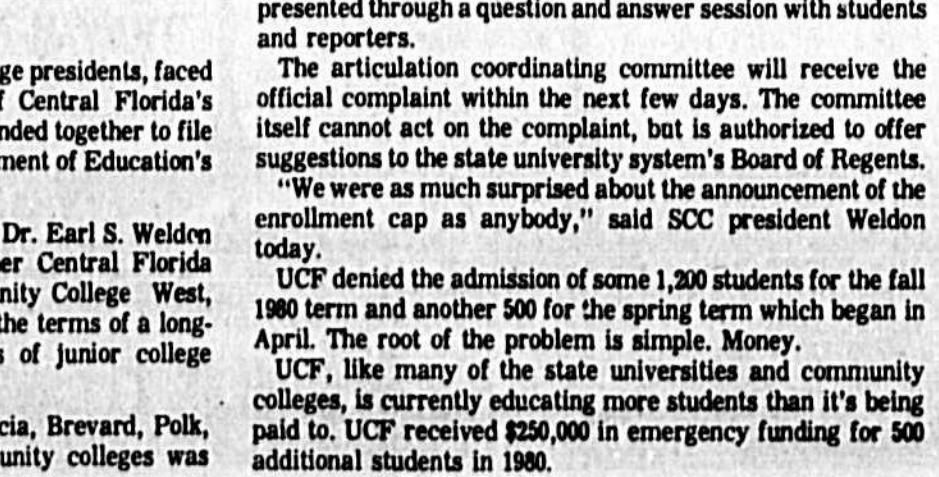 ge presidents, faced
f Central Florida's
nded together to file
ment of Education's
Dr. Earl S. Weldon
er Central Florida
nity College West,
the terms of a long-
s of junior college
cia, Brevard, Polk,
unity colleges was
presented through a question and answer session with students
and reporters.
The articulation coordinating committee will receive the
official complaint within the next few days. The committee
itself cannot act on the complaint, but is authorized to offer
suggestions to the state university system's Board of Regents.
"We were as much surprised about the announcement of the
enrollment cap as anybody," said SCC president Weldon
today.
UCF denied the admission of some 1,200 students for the fall
1980 term and another 500 for the spring term which began in
April. The root of the problem is simple. Money.
UCF, like many of the state universities and community
colleges, is currently educating more students than it's being
paid to. UCF received $250,000 in emergency funding for 500
additional students in 1980.